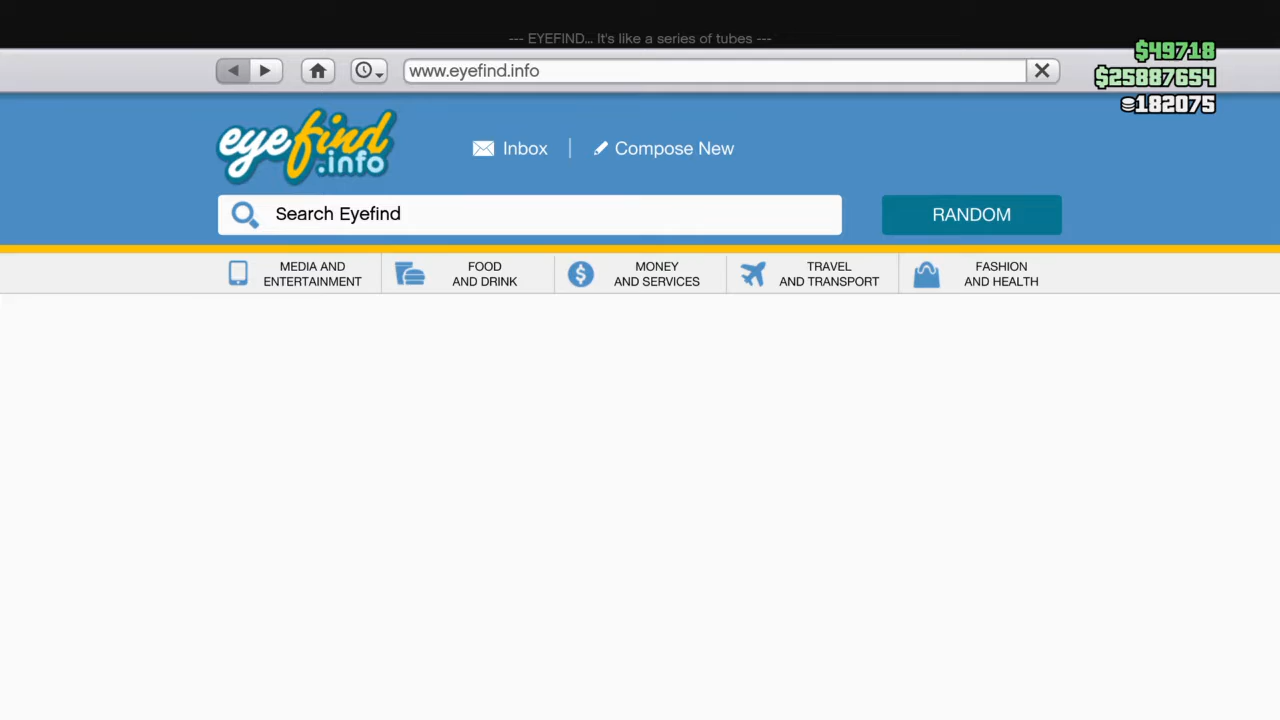 --- EYEFIND... It's like a series of tubes ---
$49718
www.eyefind.info
$25887654
182075
eyefind
.info
Inbox
Compose New
Search Eyefind
RANDOM
MEDIA AND
ENTERTAINMENT
FOOD
AND DRINK
MONEY
AND SERVICES
TRAVEL
AND TRANSPORT
FASHION
AND HEALTH